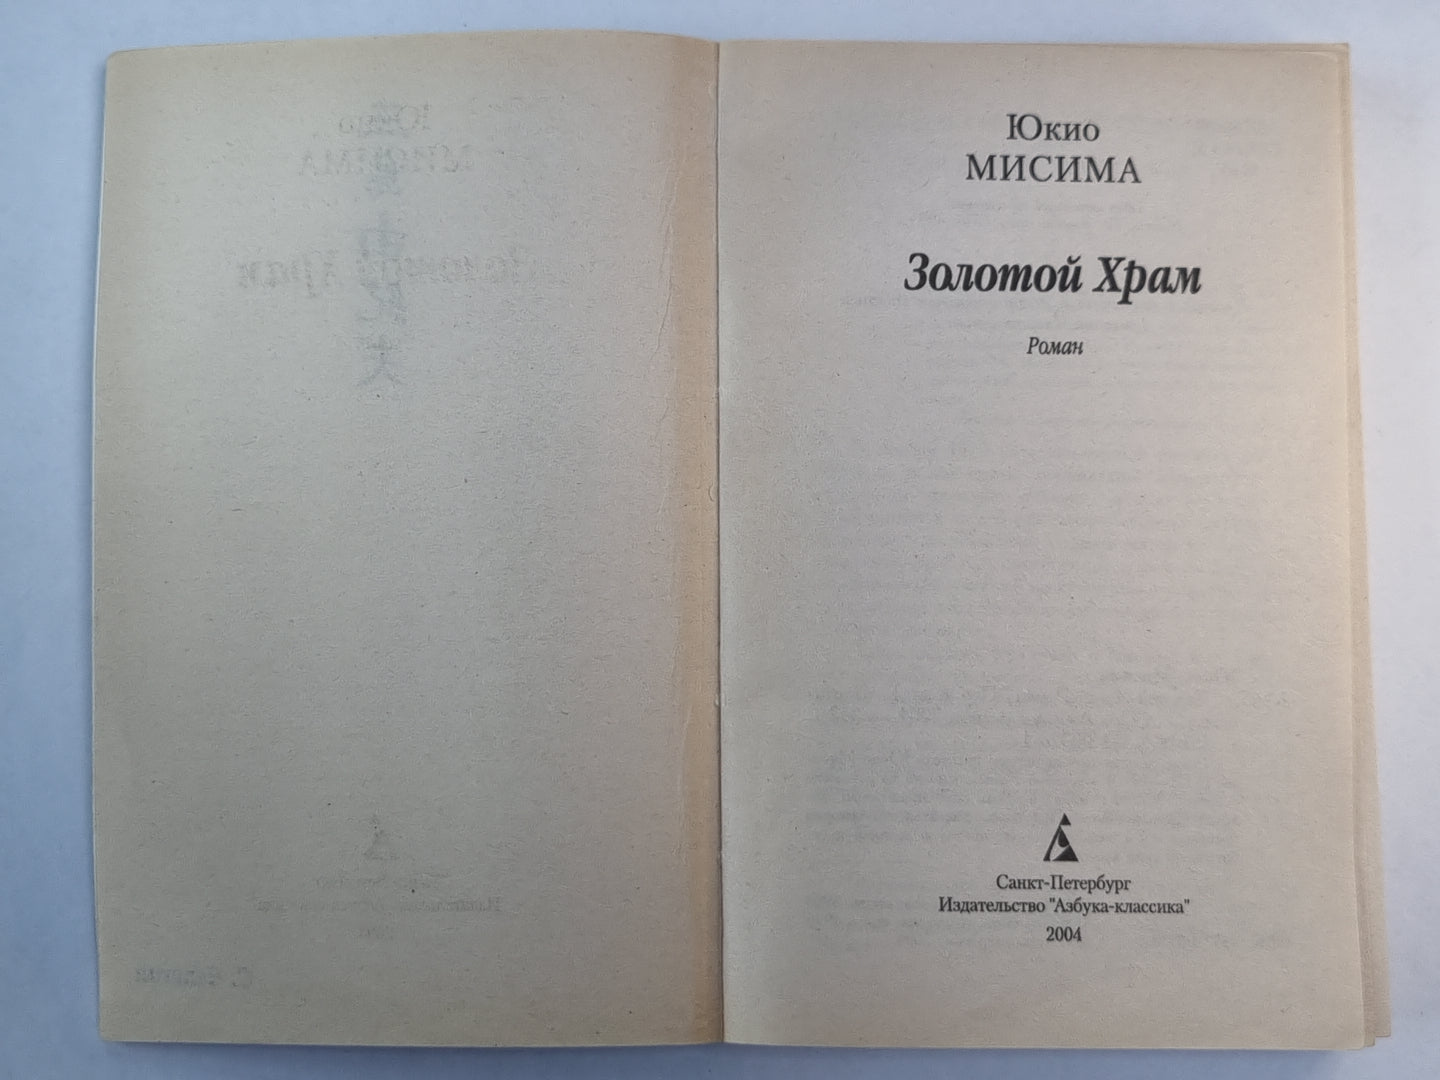 Юкио
МИСИМА
Золотой Храм
Роман
Санкт-Петербург
Издательство "Азбука-классика"
2004